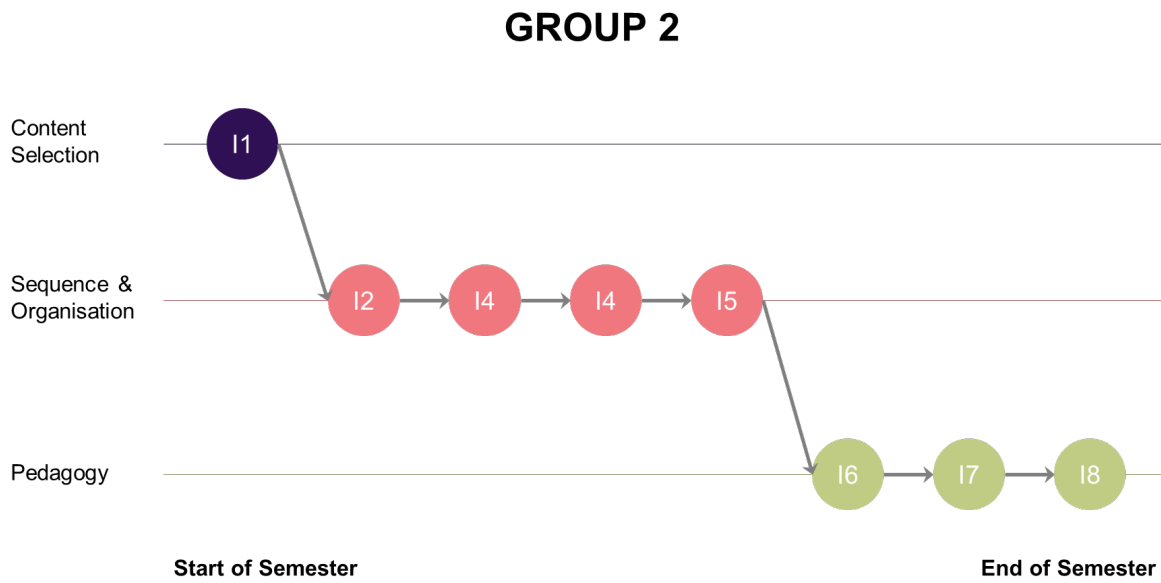 GROUP 2
Content
Selection
I1
Sequence &
Organisation
I2
I4
I4
I5
Pedagogy
I6
I7
I8
Start of Semester
End of Semester